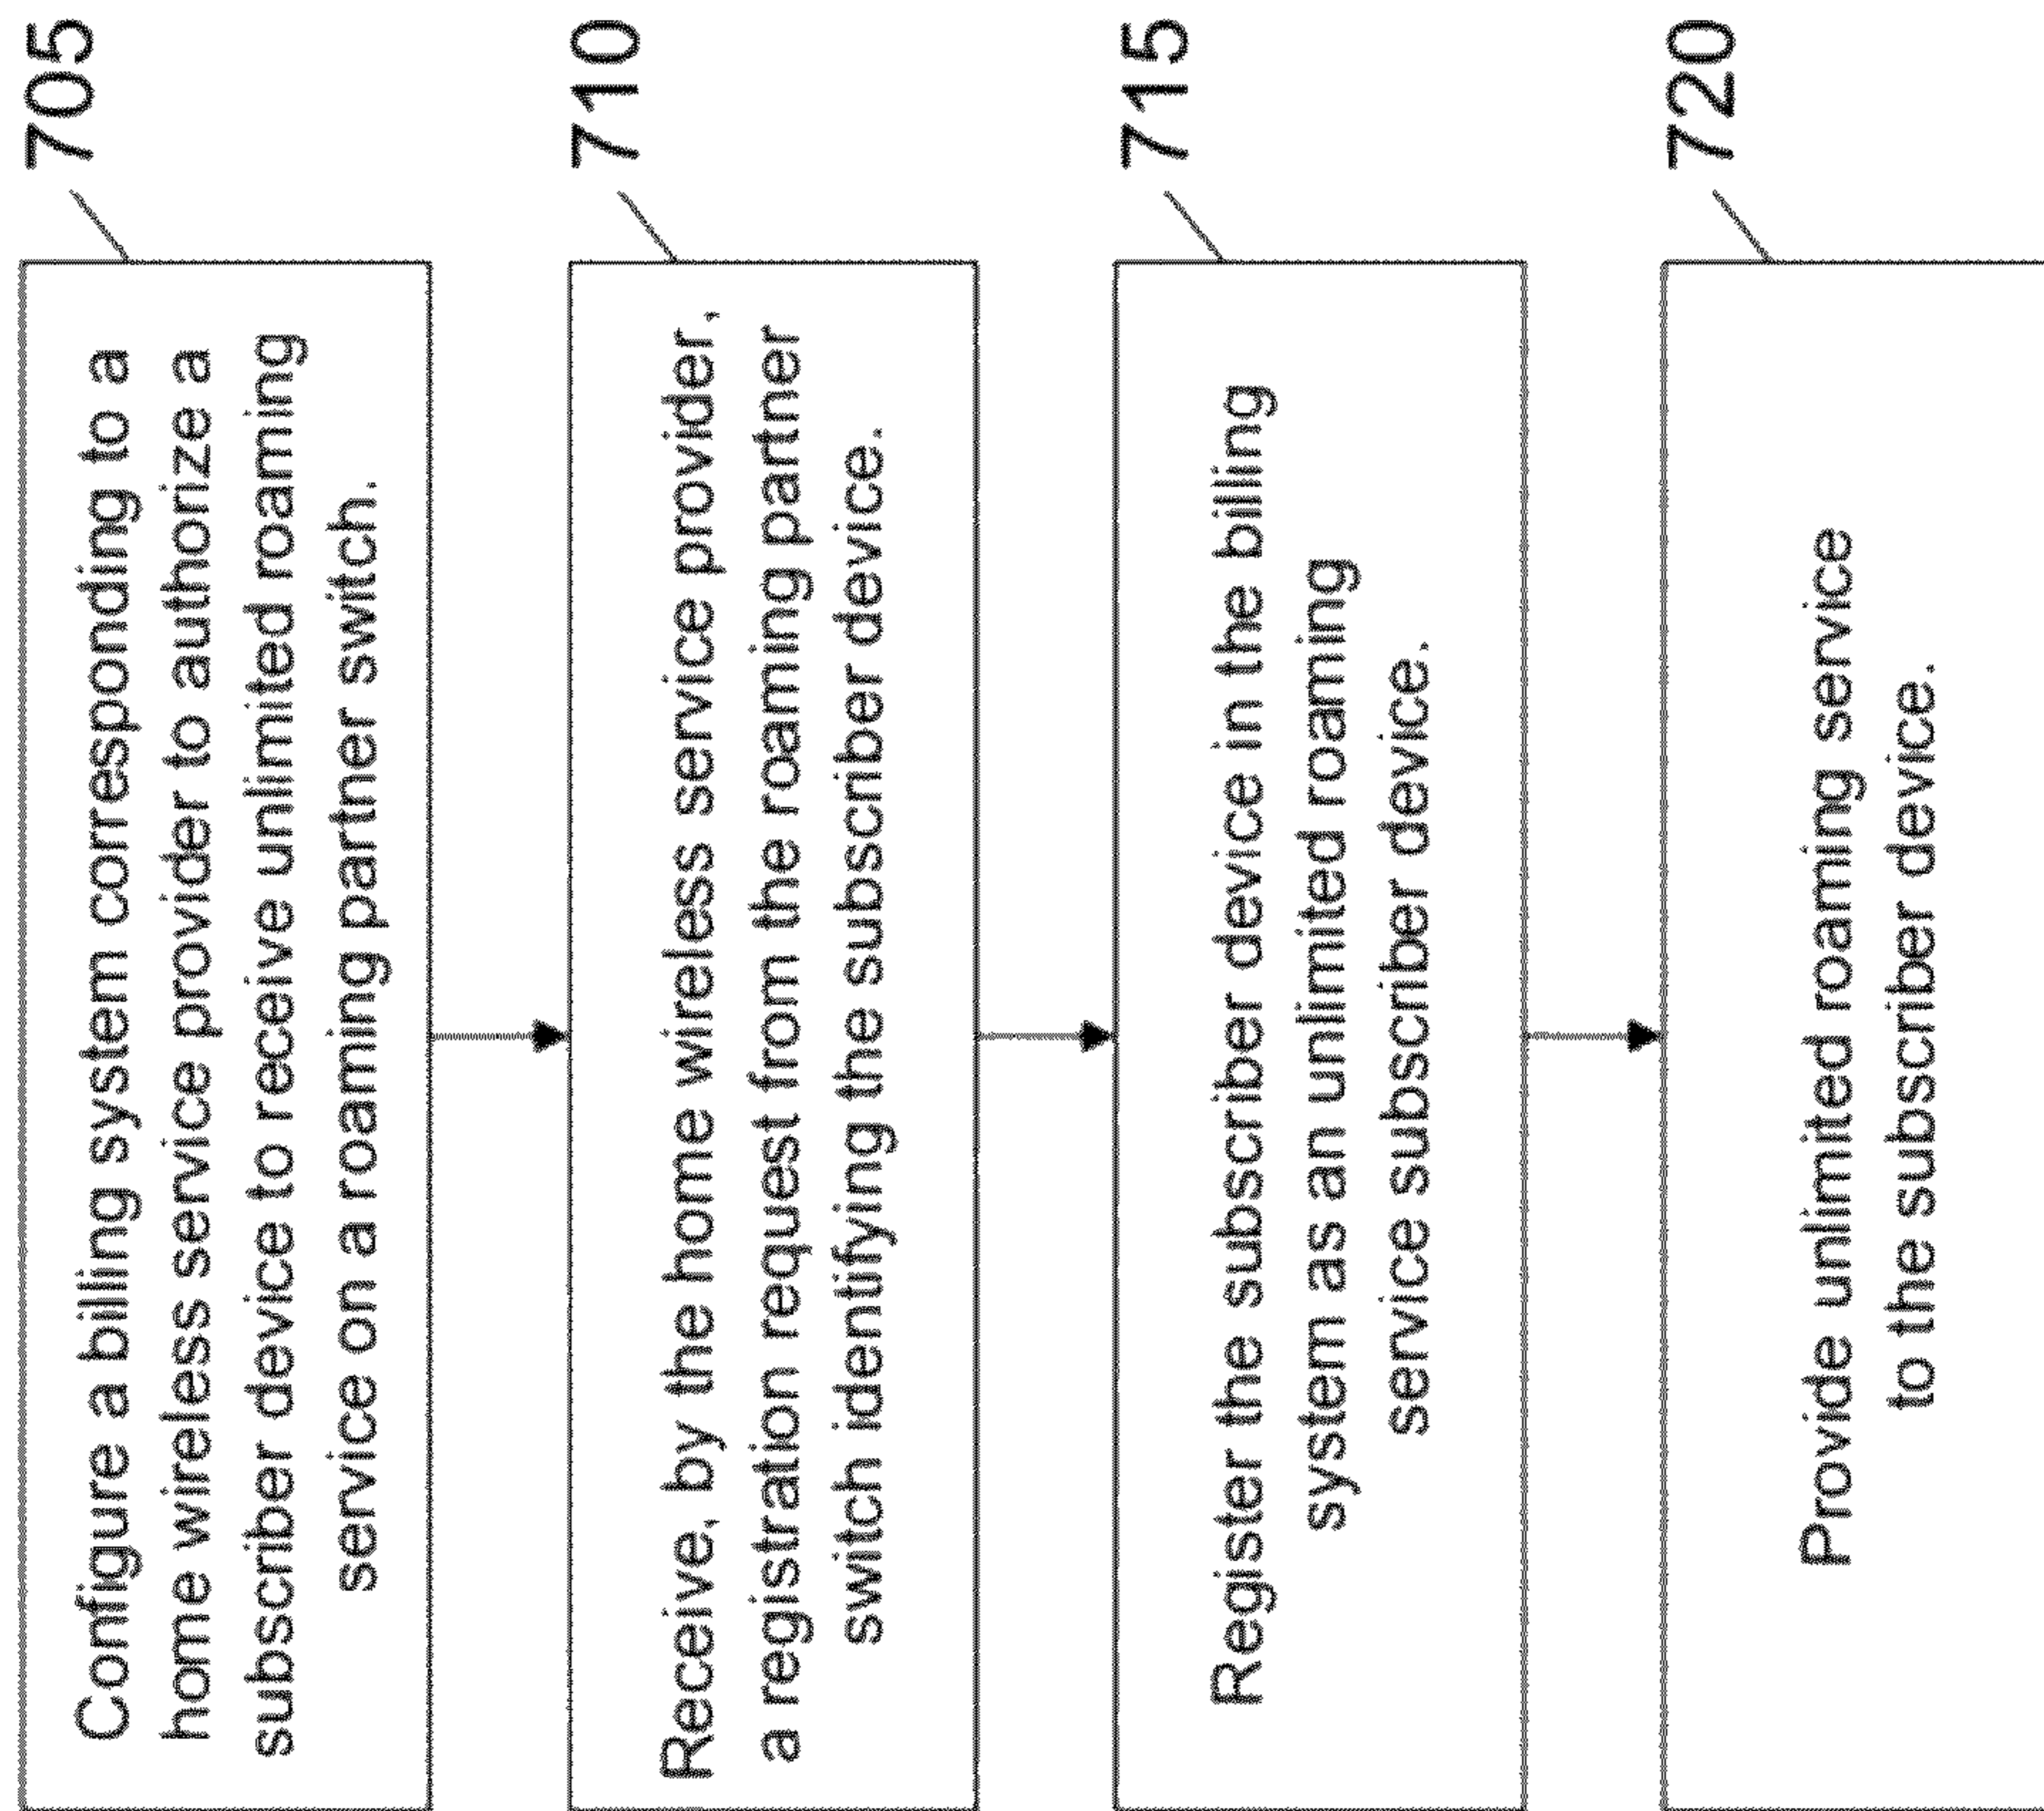 705
Configure a billing system corresponding to a
home wireless service provider to authorize a
subscriber device to receive unlimited roaming
service on a roaming partner switch.
710
Receive, by the home wireless service provider,
a registration request from the roaming partner
switch identifying the subscriber device.
715
Register the subscriber device in the billing
system as an unlimited roaming
service subscriber device.
720
Provide unlimited roaming service
to the subscriber device.